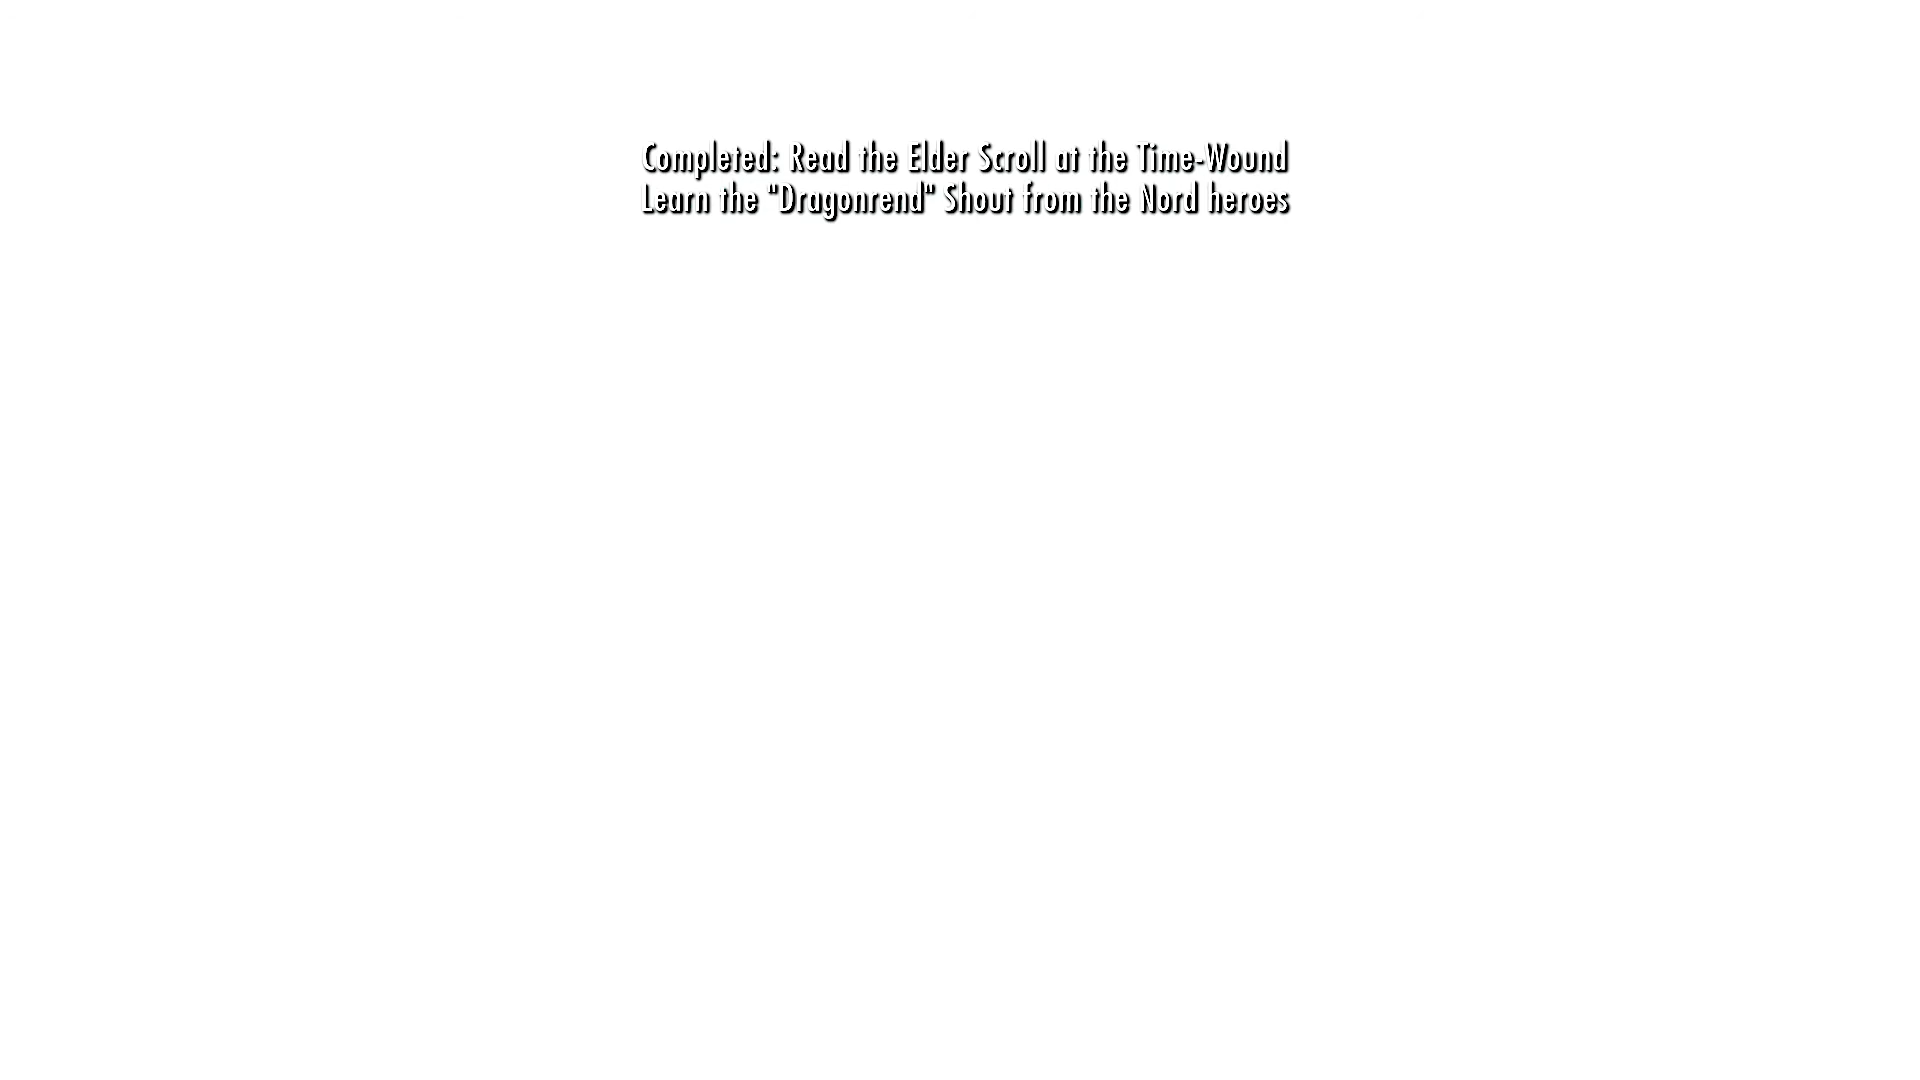 Completed: Read the Elder Scroll at the Time-Wound
Learn the "Dragonrend" Shout from the Nord heroes